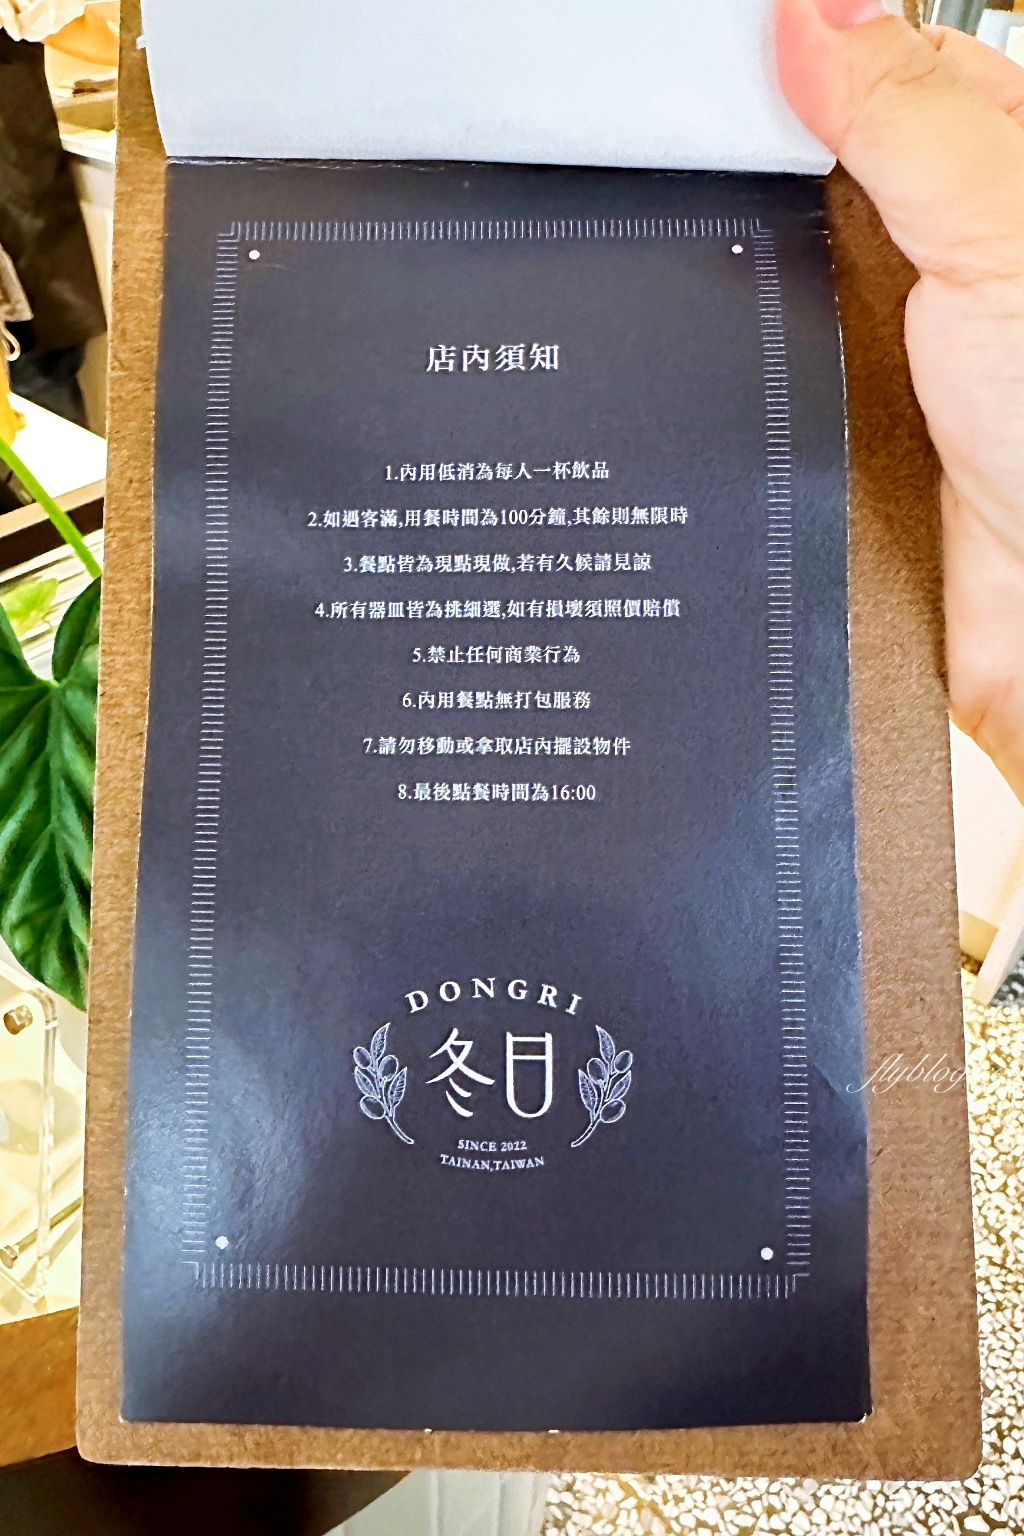 店內須知
1.內用低消為每人一杯飲品
2.如遇客滿,用餐時間為100分鐘,其餘則無限時
3.餐點皆為現點現做,若有久候請見諒
4.所有器皿皆為挑細選,如有損壞須照價賠償
5.禁止任何商業行為
6.內用餐點無打包服務
7.請勿移動或拿取店內擺設物件
8.最後點餐時間為16:00
DONGRI
冬日
SINCE 2022
TAINAN,TAIWAN
flyblog